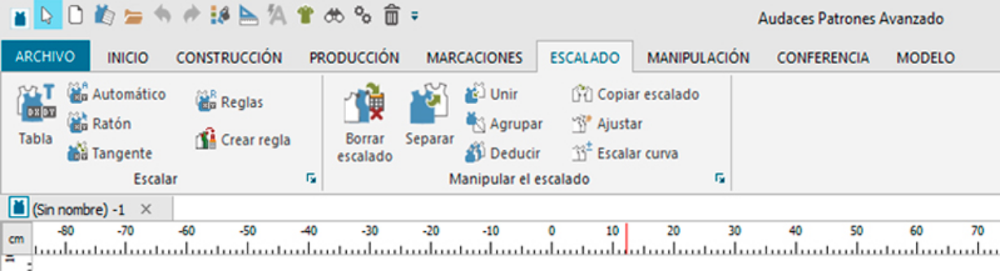 Audaces Patrones Avanzado
ARCHIVO INICIO CONSTRUCCIÓN PRODUCCIÓN MARCACIONES ESCALADO MANIPULACIÓN CONFERENCIA MODELO
Tabla
Automático
Ratón
Tangente
Reglas
Crear regla
Escalar
Borrar
escalado
Separar
Unir
Agrupar
Deducir
Copiar escalado
Ajustar
Escalar curva
Manipular el escalado
(Sin nombre) -1
cm -80 -70 -60 -50 -40 -30 -20 -10 0 10 20 30 40 50 60 70